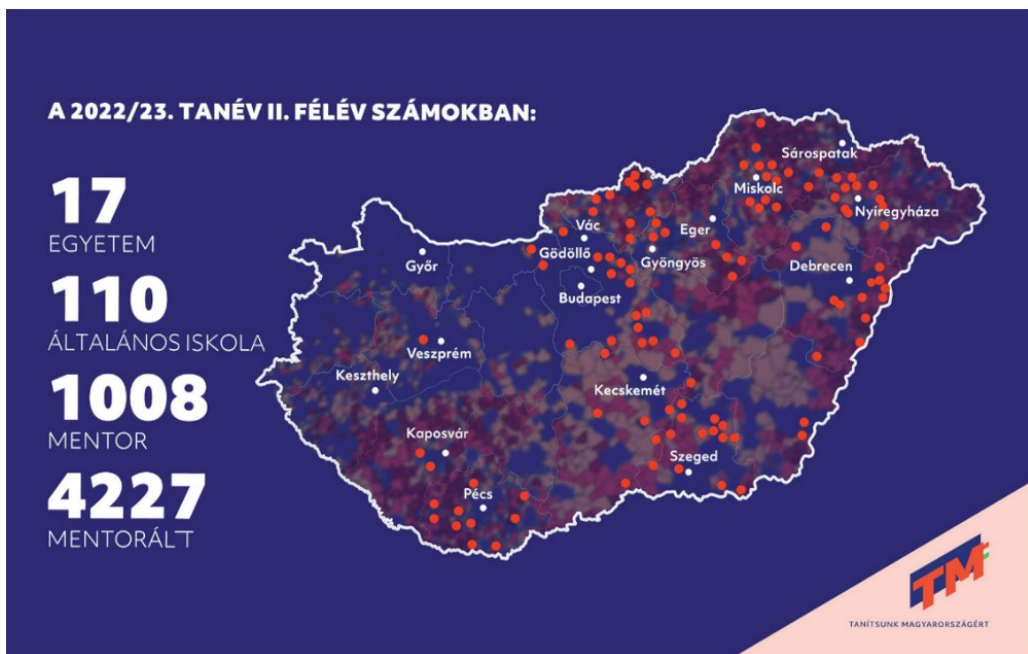 A 2022/23. TANÉV II. FÉLÉV SZÁMOKBAN:
17
EGYETEM
110
ÁLTALÁNOS ISKOLA
1008
MENTOR
4227
MENTORÁLT
Sárospatak
Miskolc
Nyíregyháza
Vác
Eger
Gödöllő
Gyöngyös
Győr
Debrecen
Budapest
Veszprém
Keszthely
Kecskemét
Kaposvár
Szeged
Pécs
TM
TANÍTSUNK MAGYARORSZÁGÉRT